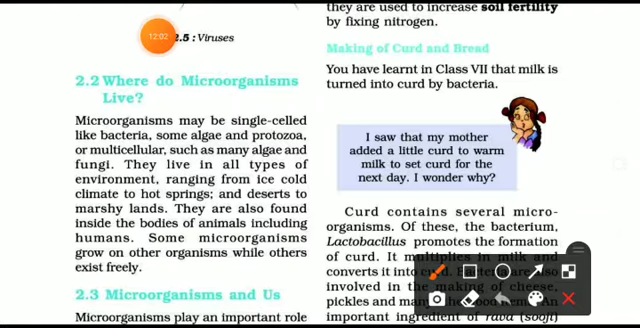 12:02
2.5 : Viruses
2.2 Where do Microorganisms
Live?
Microorganisms may be single-celled
like bacteria, some algae and protozoa,
or multicellular, such as many algae and
fungi. They live in all types of
environment, ranging from ice cold
climate to hot springs; and deserts to
marshy lands. They are also found
inside the bodies of animals including
humans. Some microorganisms
grow on other organisms while others
exist freely.
2.3 Microorganisms and Us
Microorganisms play an important role
they are used to increase soil fertility
by fixing nitrogen.
Making of Curd and Bread
You have learnt in Class VII that milk is
turned into curd by bacteria.
I saw that my mother
added a little curd to warm
milk to set curd for the
next day. I wonder why?
Curd contains several micro-
organisms. Of these, the bacterium,
Lactobacillus promotes the formation
of curd. It multiplies in milk and
converts it into curd. Bacteria are also
involved in the making of cheese,
pickles and many
important ingredient of rava (sooji)